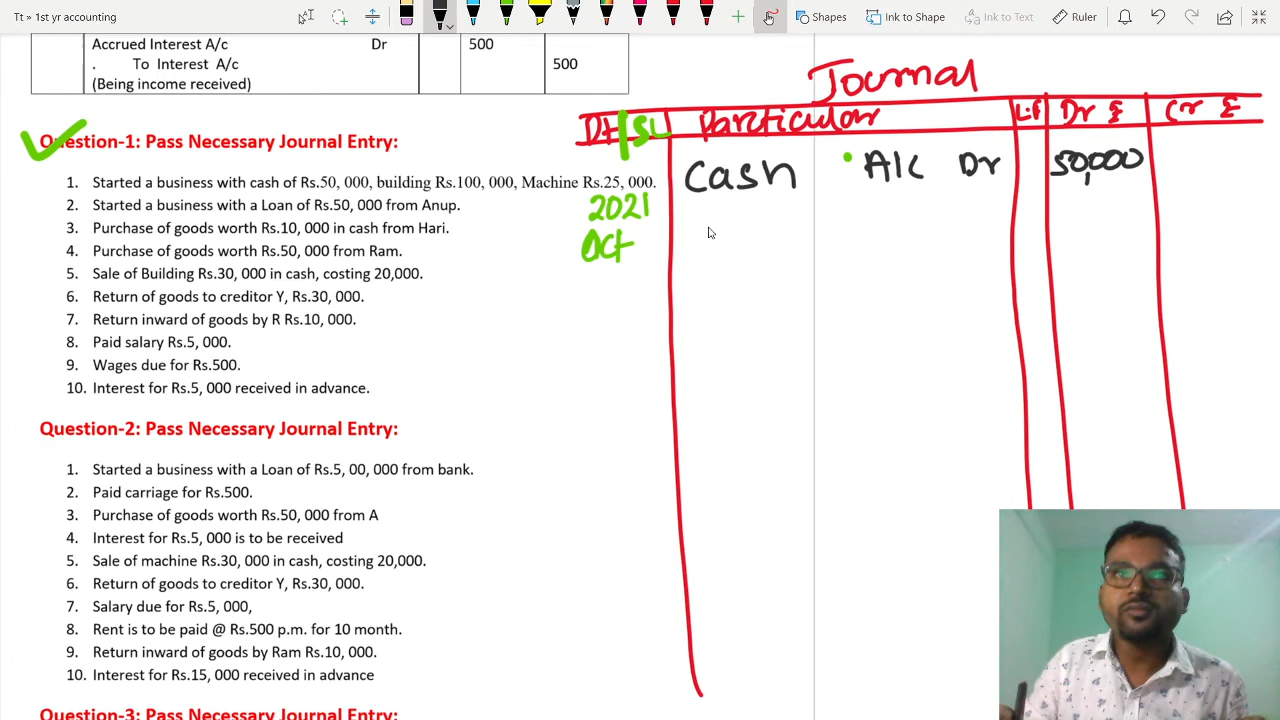 Tt ▸ 1st yr accounting
Shapes
Ink to Shape
Ink to Text
Ruler
Accrued Interest A/c Dr 500
. To Interest A/c 500
(Being income received)
Journal
Dt/SL Particular L.F Dr ₤ Cr ₤
Question-1: Pass Necessary Journal Entry:
Cash A/c Dr 50,000
1. Started a business with cash of Rs.50, 000, building Rs.100, 000, Machine Rs.25, 000.
2. Started a business with a Loan of Rs.50, 000 from Anup.
2021
3. Purchase of goods worth Rs.10, 000 in cash from Hari.
Oct
4. Purchase of goods worth Rs.50, 000 from Ram.
5. Sale of Building Rs.30, 000 in cash, costing 20,000.
6. Return of goods to creditor Y, Rs.30, 000.
7. Return inward of goods by R Rs.10, 000.
8. Paid salary Rs.5, 000.
9. Wages due for Rs.500.
10. Interest for Rs.5, 000 received in advance.
Question-2: Pass Necessary Journal Entry:
1. Started a business with a Loan of Rs.5, 00, 000 from bank.
2. Paid carriage for Rs.500.
3. Purchase of goods worth Rs.50, 000 from A
4. Interest for Rs.5, 000 is to be received
5. Sale of machine Rs.30, 000 in cash, costing 20,000.
6. Return of goods to creditor Y, Rs.30, 000.
7. Salary due for Rs.5, 000,
8. Rent is to be paid @ Rs.500 p.m. for 10 month.
9. Return inward of goods by Ram Rs.10, 000.
10. Interest for Rs.15, 000 received in advance
Question-3: Pass Necessary Journal Entry: